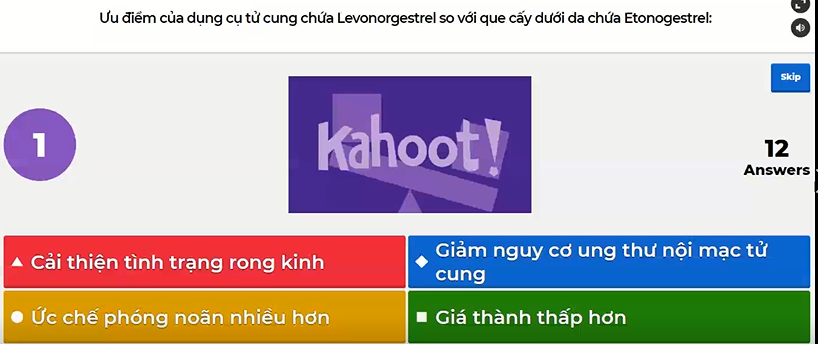 Ưu điểm của dụng cụ tử cung chứa Levonorgestrel so với que cấy dưới da chứa Etonogestrel:
Skip
1
Kahoot!
12
Answers
Cải thiện tình trạng rong kinh
Giảm nguy cơ ung thư nội mạc tử
cung
Ức chế phóng noãn nhiều hơn
Giá thành thấp hơn